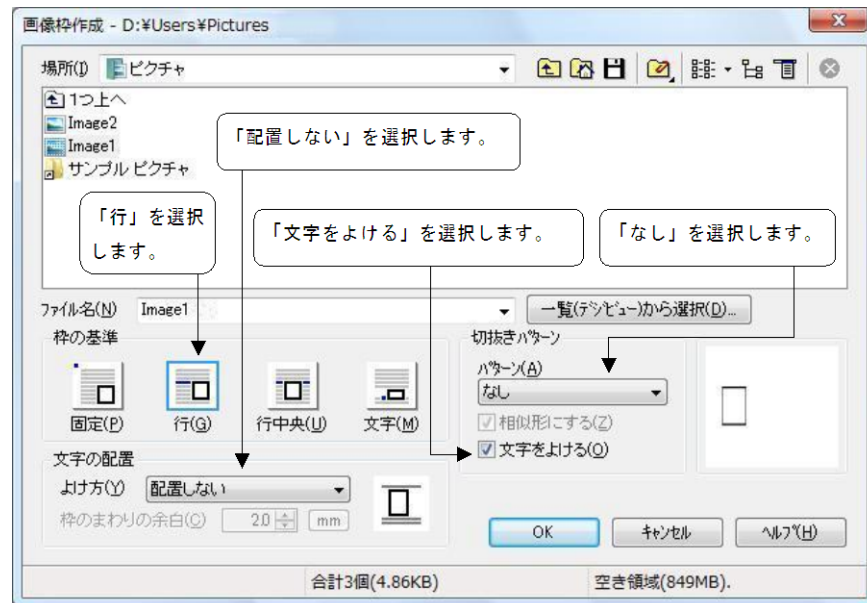 画像枠作成 - D:¥Users¥Pictures
場所(I) ピクチャ
1つ上へ
Image2
Image1
サンプル ピクチャ
「配置しない」を選択します。
「行」を選択
します。
「文字をよける」を選択します。
「なし」を選択します。
ファイル名(N) Image1 一覧(デジビュー)から選択(D)...
枠の基準
固定(P) 行(G) 行中央(U) 文字(M)
切抜きパターン
パターン(A)
なし
相似形にする(Z)
文字をよける(O)
文字の配置
よけ方(Y) 配置しない
枠のまわりの余白(C) 2.0 mm
OK キャンセル ヘルプ(H)
合計3個(4.86KB) 空き領域(849MB).